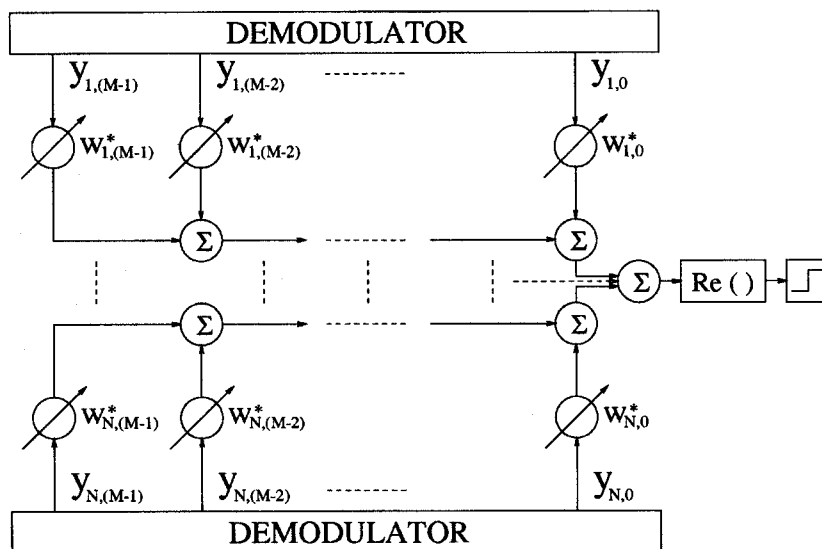 DEMODULATOR
y1,(M-1) y1,(M-2) y1,0
w*1,(M-1) w*1,(M-2) w*1,0
Σ Σ
Σ Re ( )
Σ Σ
w*N,(M-1) w*N,(M-2) w*N,0
yN,(M-1) yN,(M-2) yN,0
DEMODULATOR